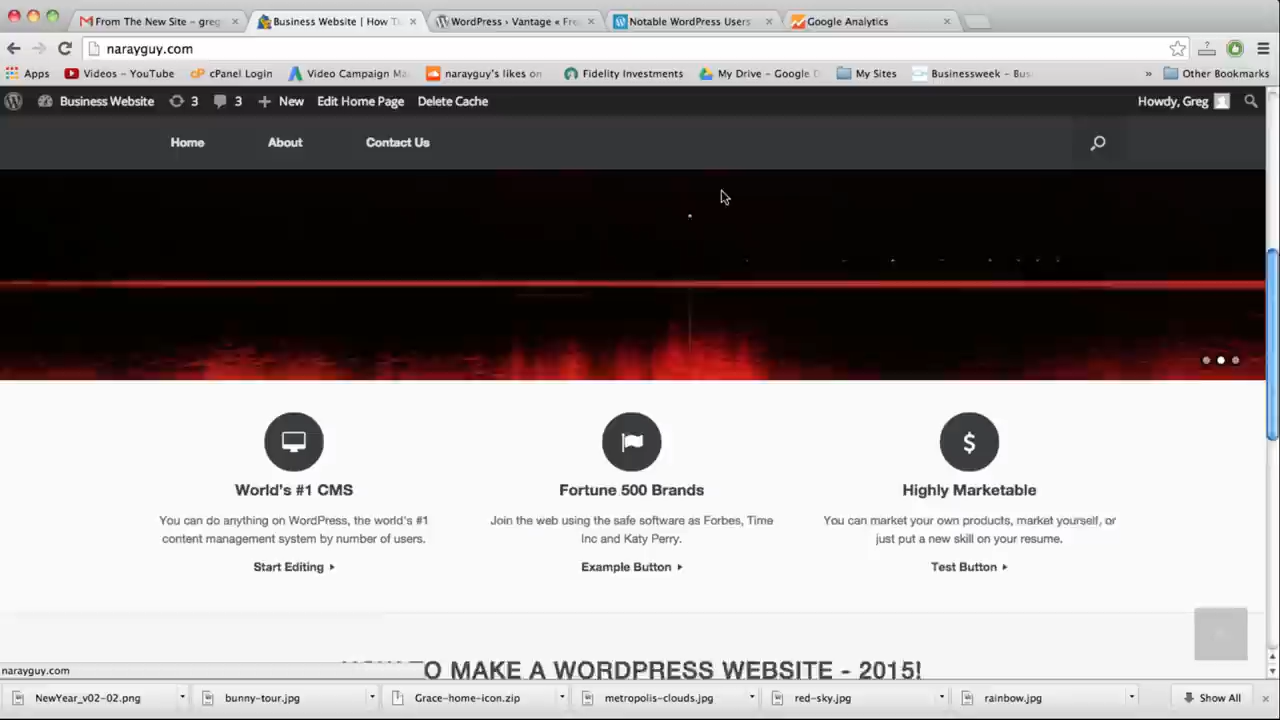 From The New Site – greg
Business Website | How T
WordPress › Vantage « Fre
Notable WordPress Users
Google Analytics
narayguy.com
Apps
Videos – YouTube
cPanel Login
Video Campaign Ma
narayguy's likes on
Fidelity Investments
My Drive – Google D
My Sites
Businessweek – Bus
»
Other Bookmarks
Business Website
3
3
New
Edit Home Page
Delete Cache
Howdy, Greg
Home
About
Contact Us
World's #1 CMS
You can do anything on WordPress, the world's #1
content management system by number of users.
Start Editing
Fortune 500 Brands
Join the web using the safe software as Forbes, Time
Inc and Katy Perry.
Example Button
Highly Marketable
You can market your own products, market yourself, or
just put a new skill on your resume.
Test Button
TO MAKE A WORDPRESS WEBSITE - 2015!
narayguy.com
NewYear_v02-02.png
bunny-tour.jpg
Grace-home-icon.zip
metropolis-clouds.jpg
red-sky.jpg
rainbow.jpg
Show All